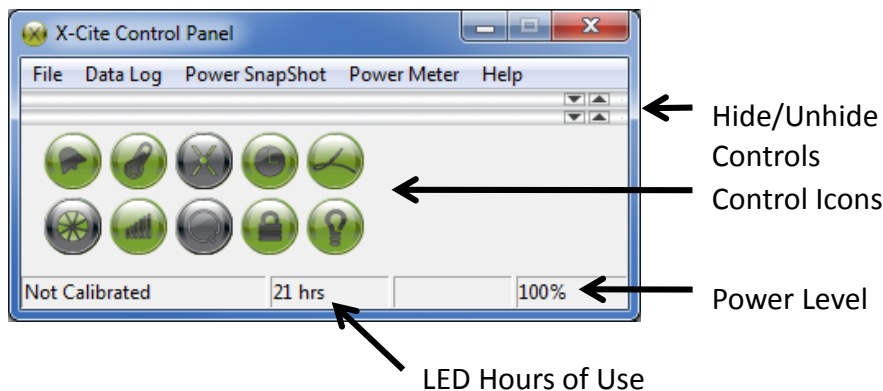 X-Cite Control Panel
File Data Log Power SnapShot Power Meter Help
Hide/Unhide
Controls
Control Icons
Not Calibrated 21 hrs 100%
Power Level
LED Hours of Use